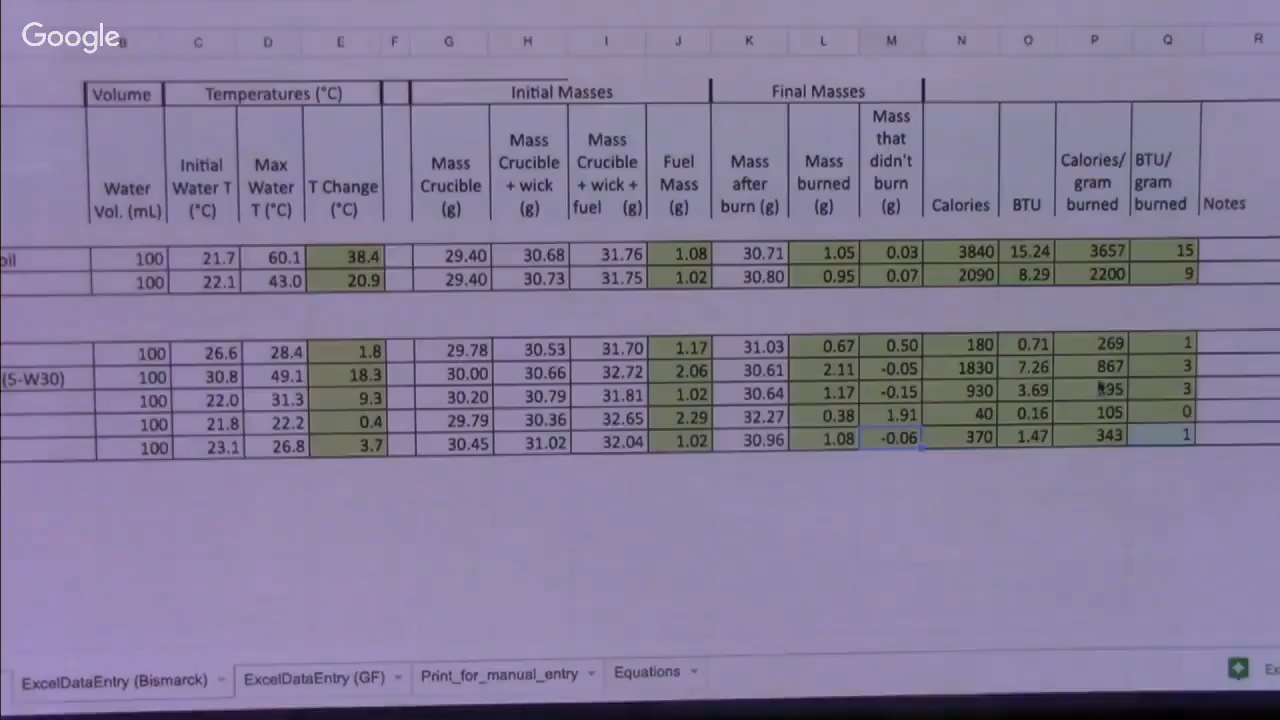 Google
B C D E F G H I J K L M N O P Q R
Volume Temperatures (°C) Initial Masses Final Masses
Water Vol. (mL) Initial Water T (°C) Max Water T (°C) T Change (°C) Mass Crucible (g) Mass Crucible + wick (g) Mass Crucible + wick + fuel (g) Fuel Mass (g) Mass after burn (g) Mass burned (g) Mass that didn't burn (g) Calories BTU Calories/ gram burned BTU/ gram burned Notes
oil 100 21.7 60.1 38.4 29.40 30.68 31.76 1.08 30.71 1.05 0.03 3840 15.24 3657 15
100 22.1 43.0 20.9 29.40 30.73 31.75 1.02 30.80 0.95 0.07 2090 8.29 2200 9
100 26.6 28.4 1.8 29.78 30.53 31.70 1.17 31.03 0.67 0.50 180 0.71 269 1
(5-W30) 100 30.8 49.1 18.3 30.00 30.66 32.72 2.06 30.61 2.11 -0.05 1830 7.26 867 3
100 22.0 31.3 9.3 30.20 30.79 31.81 1.02 30.64 1.17 -0.15 930 3.69 3
100 21.8 22.2 0.4 29.79 30.36 32.65 2.29 32.27 0.38 1.91 40 0.16 105 0
100 23.1 26.8 3.7 30.45 31.02 32.04 1.02 30.96 1.08 -0.06 370 1.47 343 1
ExcelDataEntry (Bismarck) ExcelDataEntry (GF) Print_for_manual_entry Equations